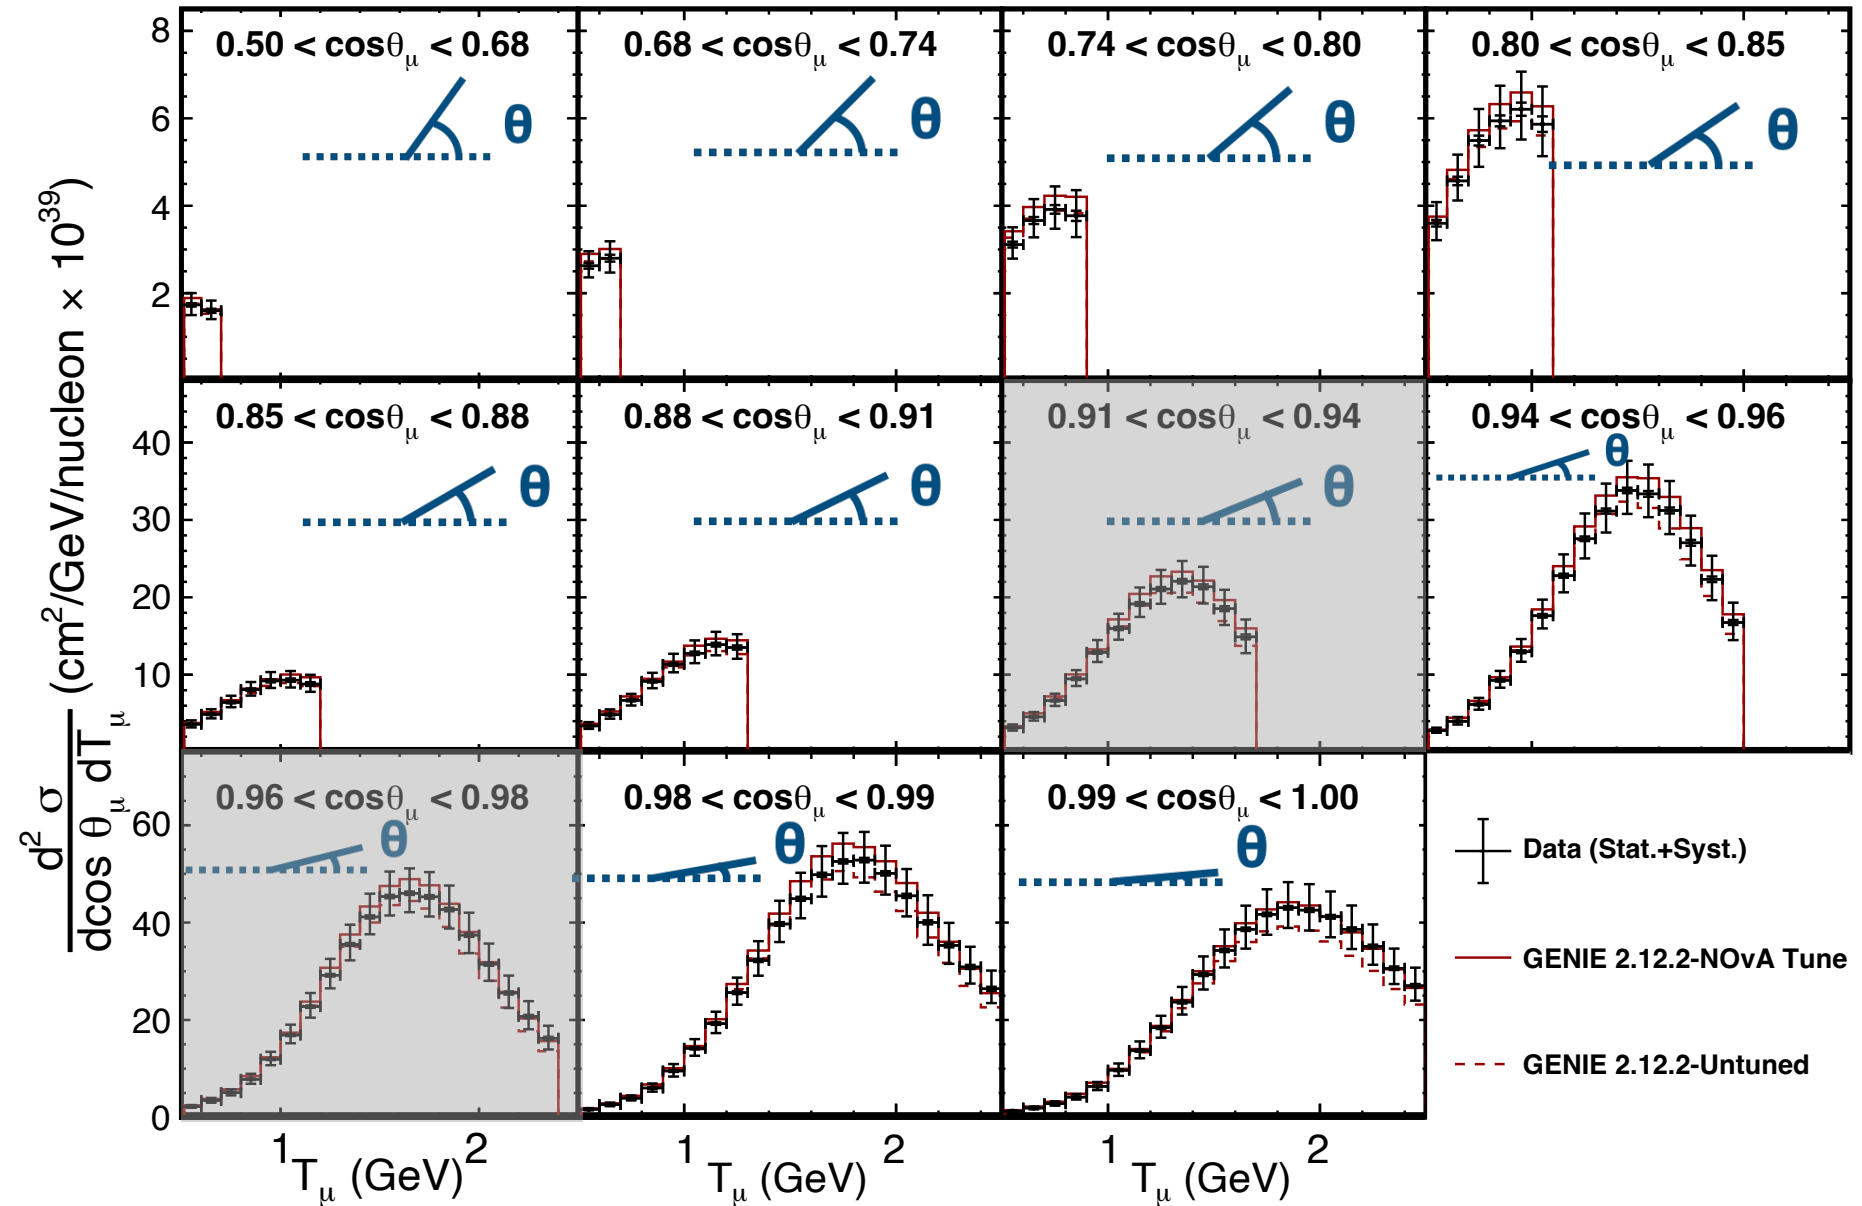 d² σ / dcos θμ dTμ (cm²/GeV/nucleon × 10³⁹)
8
6
4
2
0.50 < cosθμ < 0.68
θ
0.68 < cosθμ < 0.74
θ
0.74 < cosθμ < 0.80
θ
0.80 < cosθμ < 0.85
θ
40
30
20
10
0.85 < cosθμ < 0.88
θ
0.88 < cosθμ < 0.91
θ
0.91 < cosθμ < 0.94
θ
0.94 < cosθμ < 0.96
θ
60
40
20
0
0.96 < cosθμ < 0.98
θ
0.98 < cosθμ < 0.99
θ
0.99 < cosθμ < 1.00
θ
Data (Stat.+Syst.)
GENIE 2.12.2-NOvA Tune
GENIE 2.12.2-Untuned
1 2
1 2
1 2
Tμ (GeV)
Tμ (GeV)
Tμ (GeV)